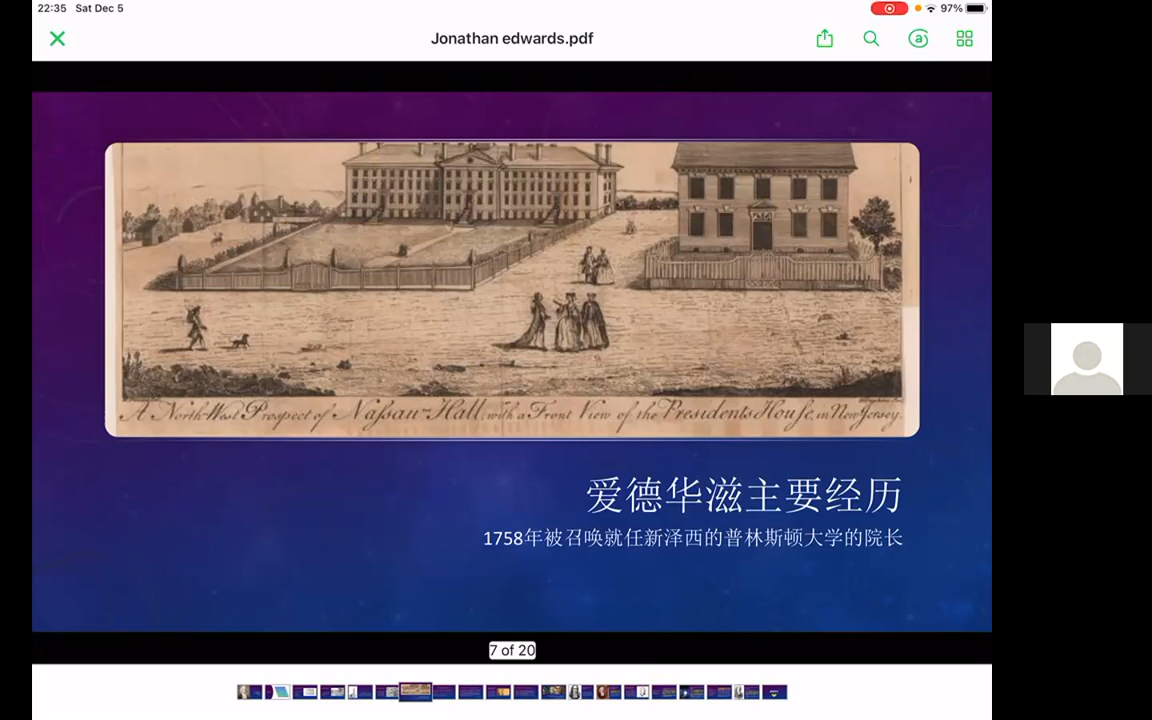 22:35 Sat Dec 5
97%
Jonathan edwards.pdf
A North-West Prospect of Naſsau-Hall, with a Front View of the Presidents Houſe, in New Jersey.
爱德华滋主要经历
1758年被召唤就任新泽西的普林斯顿大学的院长
7 of 20